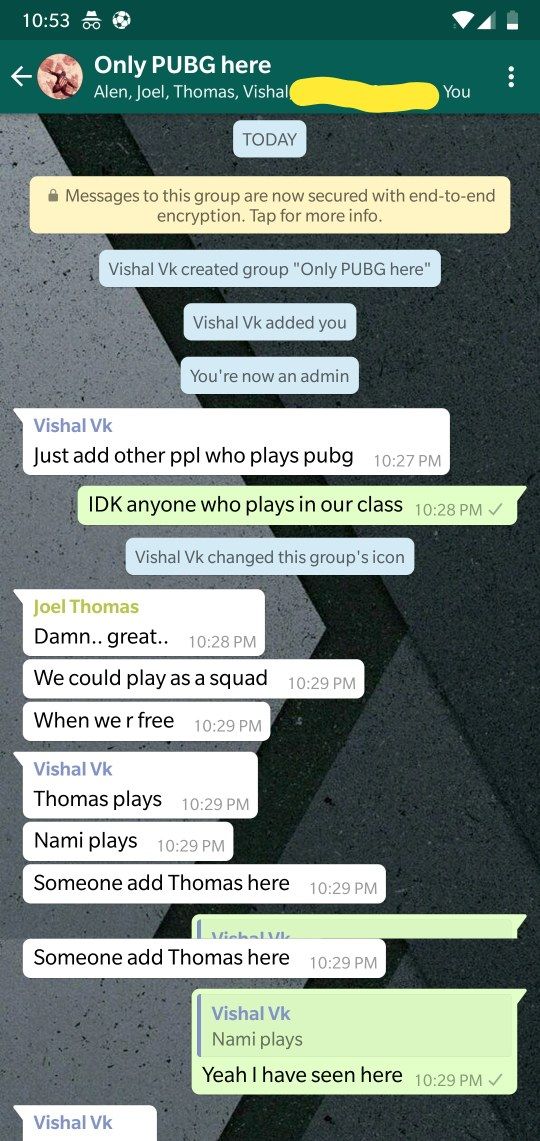 10:53
Only PUBG here
Alen, Joel, Thomas, Vishal, You
TODAY
Messages to this group are now secured with end-to-end
encryption. Tap for more info.
Vishal Vk created group "Only PUBG here"
Vishal Vk added you
You're now an admin
Vishal Vk
Just add other ppl who plays pubg 10:27 PM
IDK anyone who plays in our class 10:28 PM
Vishal Vk changed this group's icon
Joel Thomas
Damn.. great.. 10:28 PM
We could play as a squad 10:29 PM
When we r free 10:29 PM
Vishal Vk
Thomas plays 10:29 PM
Nami plays 10:29 PM
Someone add Thomas here 10:29 PM
Vishal Vk
Someone add Thomas here 10:29 PM
Vishal Vk
Nami plays
Yeah I have seen here 10:29 PM
Vishal Vk